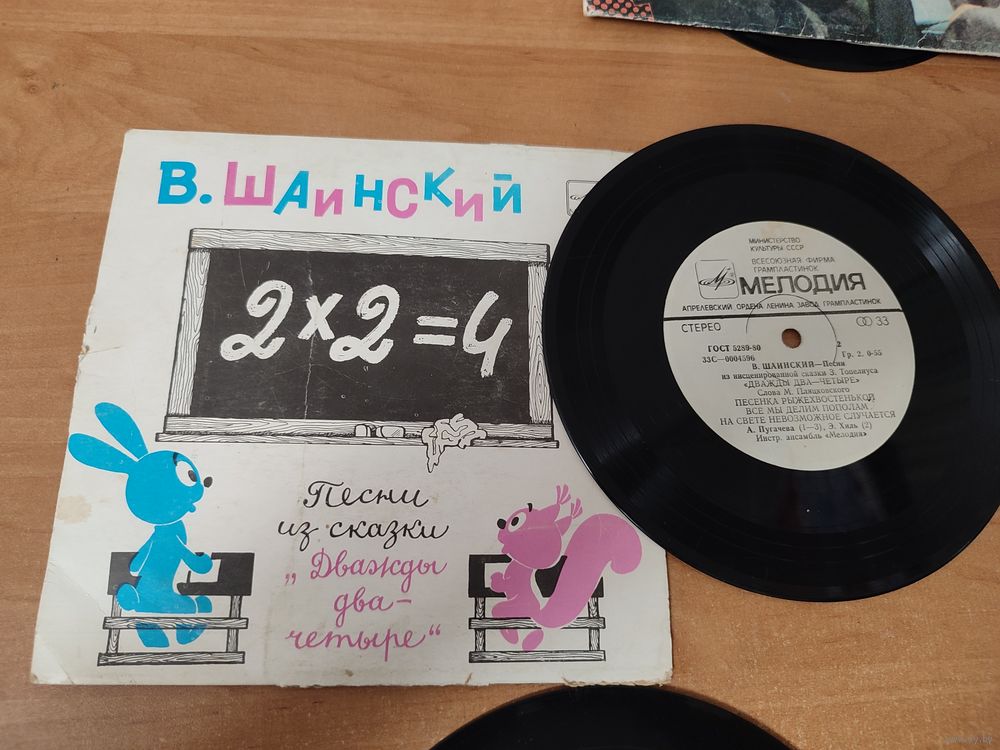 В. ШАИНСКИЙ
2×2=4
Песни
из сказки
„Дважды
два-
четыре“
МИНИСТЕРСТВО
КУЛЬТУРЫ СССР
ВСЕСОЮЗНАЯ ФИРМА
ГРАМПЛАСТИНОК
МЕЛОДИЯ
АПРЕЛЕВСКИЙ ОРДЕНА ЛЕНИНА ЗАВОД ГРАМПЛАСТИНОК
СТЕРЕО 33
ГОСТ 5289-80 2
33С—0004596 Гр. 2. 0-55
В. ШАИНСКИЙ—Песни
из инсценированной сказки З. Топелиуса
«ДВАЖДЫ ДВА—ЧЕТЫРЕ»
Слова М. Пляцковского
ПЕСЕНКА РЫЖЕХВОСТЕНЬКОЙ
ВСЕ МЫ ДЕЛИМ ПОПОЛАМ
НА СВЕТЕ НЕВОЗМОЖНОЕ СЛУЧАЕТСЯ
А. Пугачева (1—3), Э. Хиль (2)
Инстр. ансамбль «Мелодия»